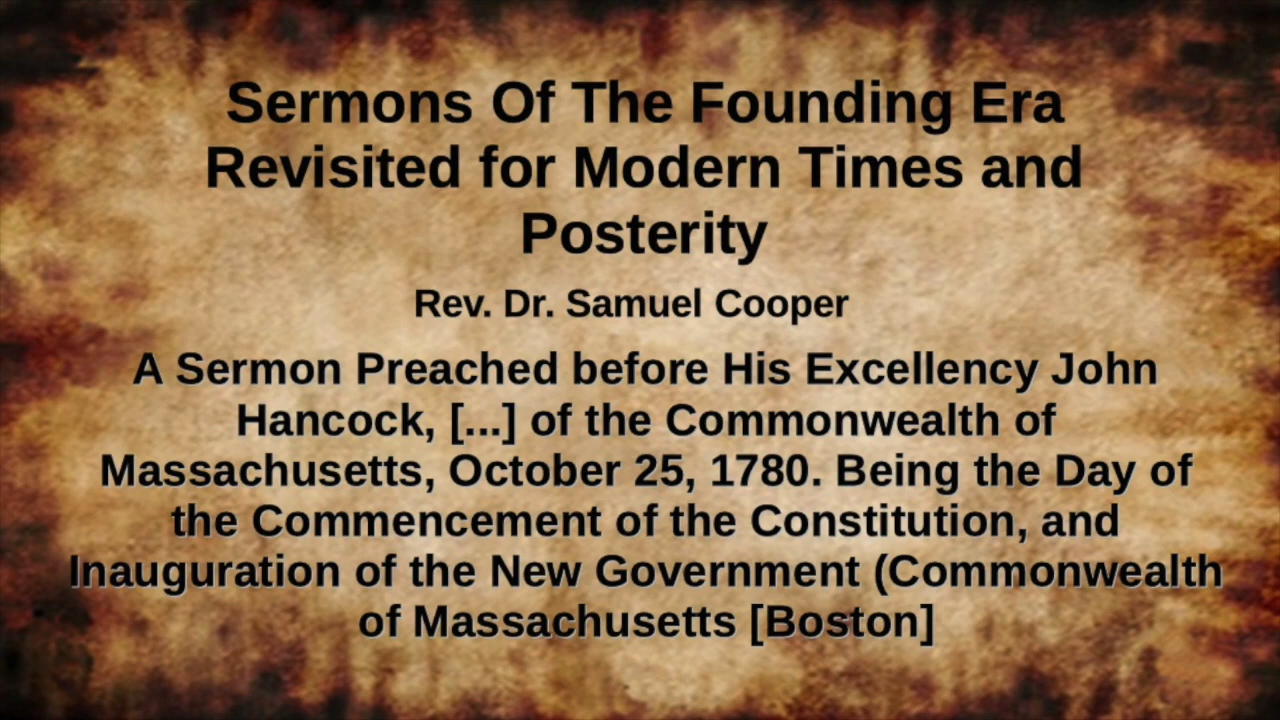 Sermons Of The Founding Era
Revisited for Modern Times and
Posterity
Rev. Dr. Samuel Cooper
A Sermon Preached before His Excellency John
Hancock, [...] of the Commonwealth of
Massachusetts, October 25, 1780. Being the Day of
the Commencement of the Constitution, and
Inauguration of the New Government (Commonwealth
of Massachusetts [Boston]